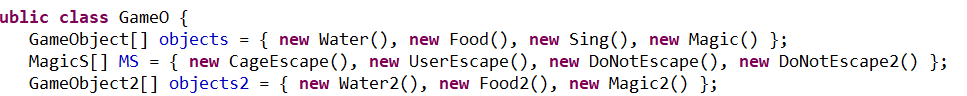 ublic class GameO {
GameObject[] objects = { new Water(), new Food(), new Sing(), new Magic() };
MagicS[] MS = { new CageEscape(), new UserEscape(), new DoNotEscape(), new DoNotEscape2() };
GameObject2[] objects2 = { new Water2(), new Food2(), new Magic2() };